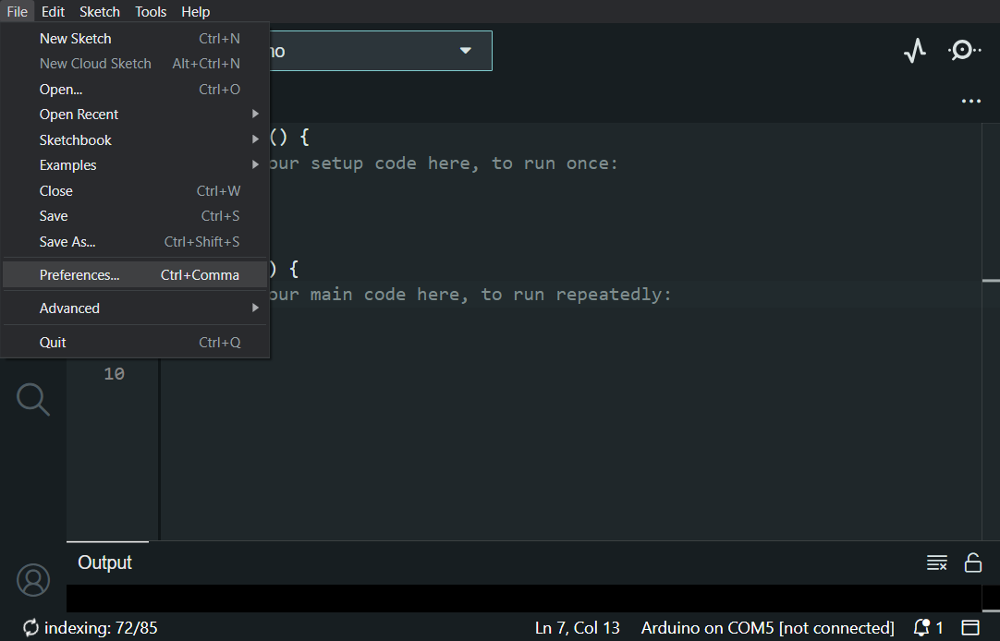 File Edit Sketch Tools Help
New Sketch Ctrl+N
New Cloud Sketch Alt+Ctrl+N
Open... Ctrl+O
Open Recent
Sketchbook
Examples
Close Ctrl+W
Save Ctrl+S
Save As... Ctrl+Shift+S
Preferences... Ctrl+Comma
Advanced
Quit Ctrl+Q
no
() {
our setup code here, to run once:
) {
our main code here, to run repeatedly:
10
Output
indexing: 72/85 Ln 7, Col 13 Arduino on COM5 [not connected] 1